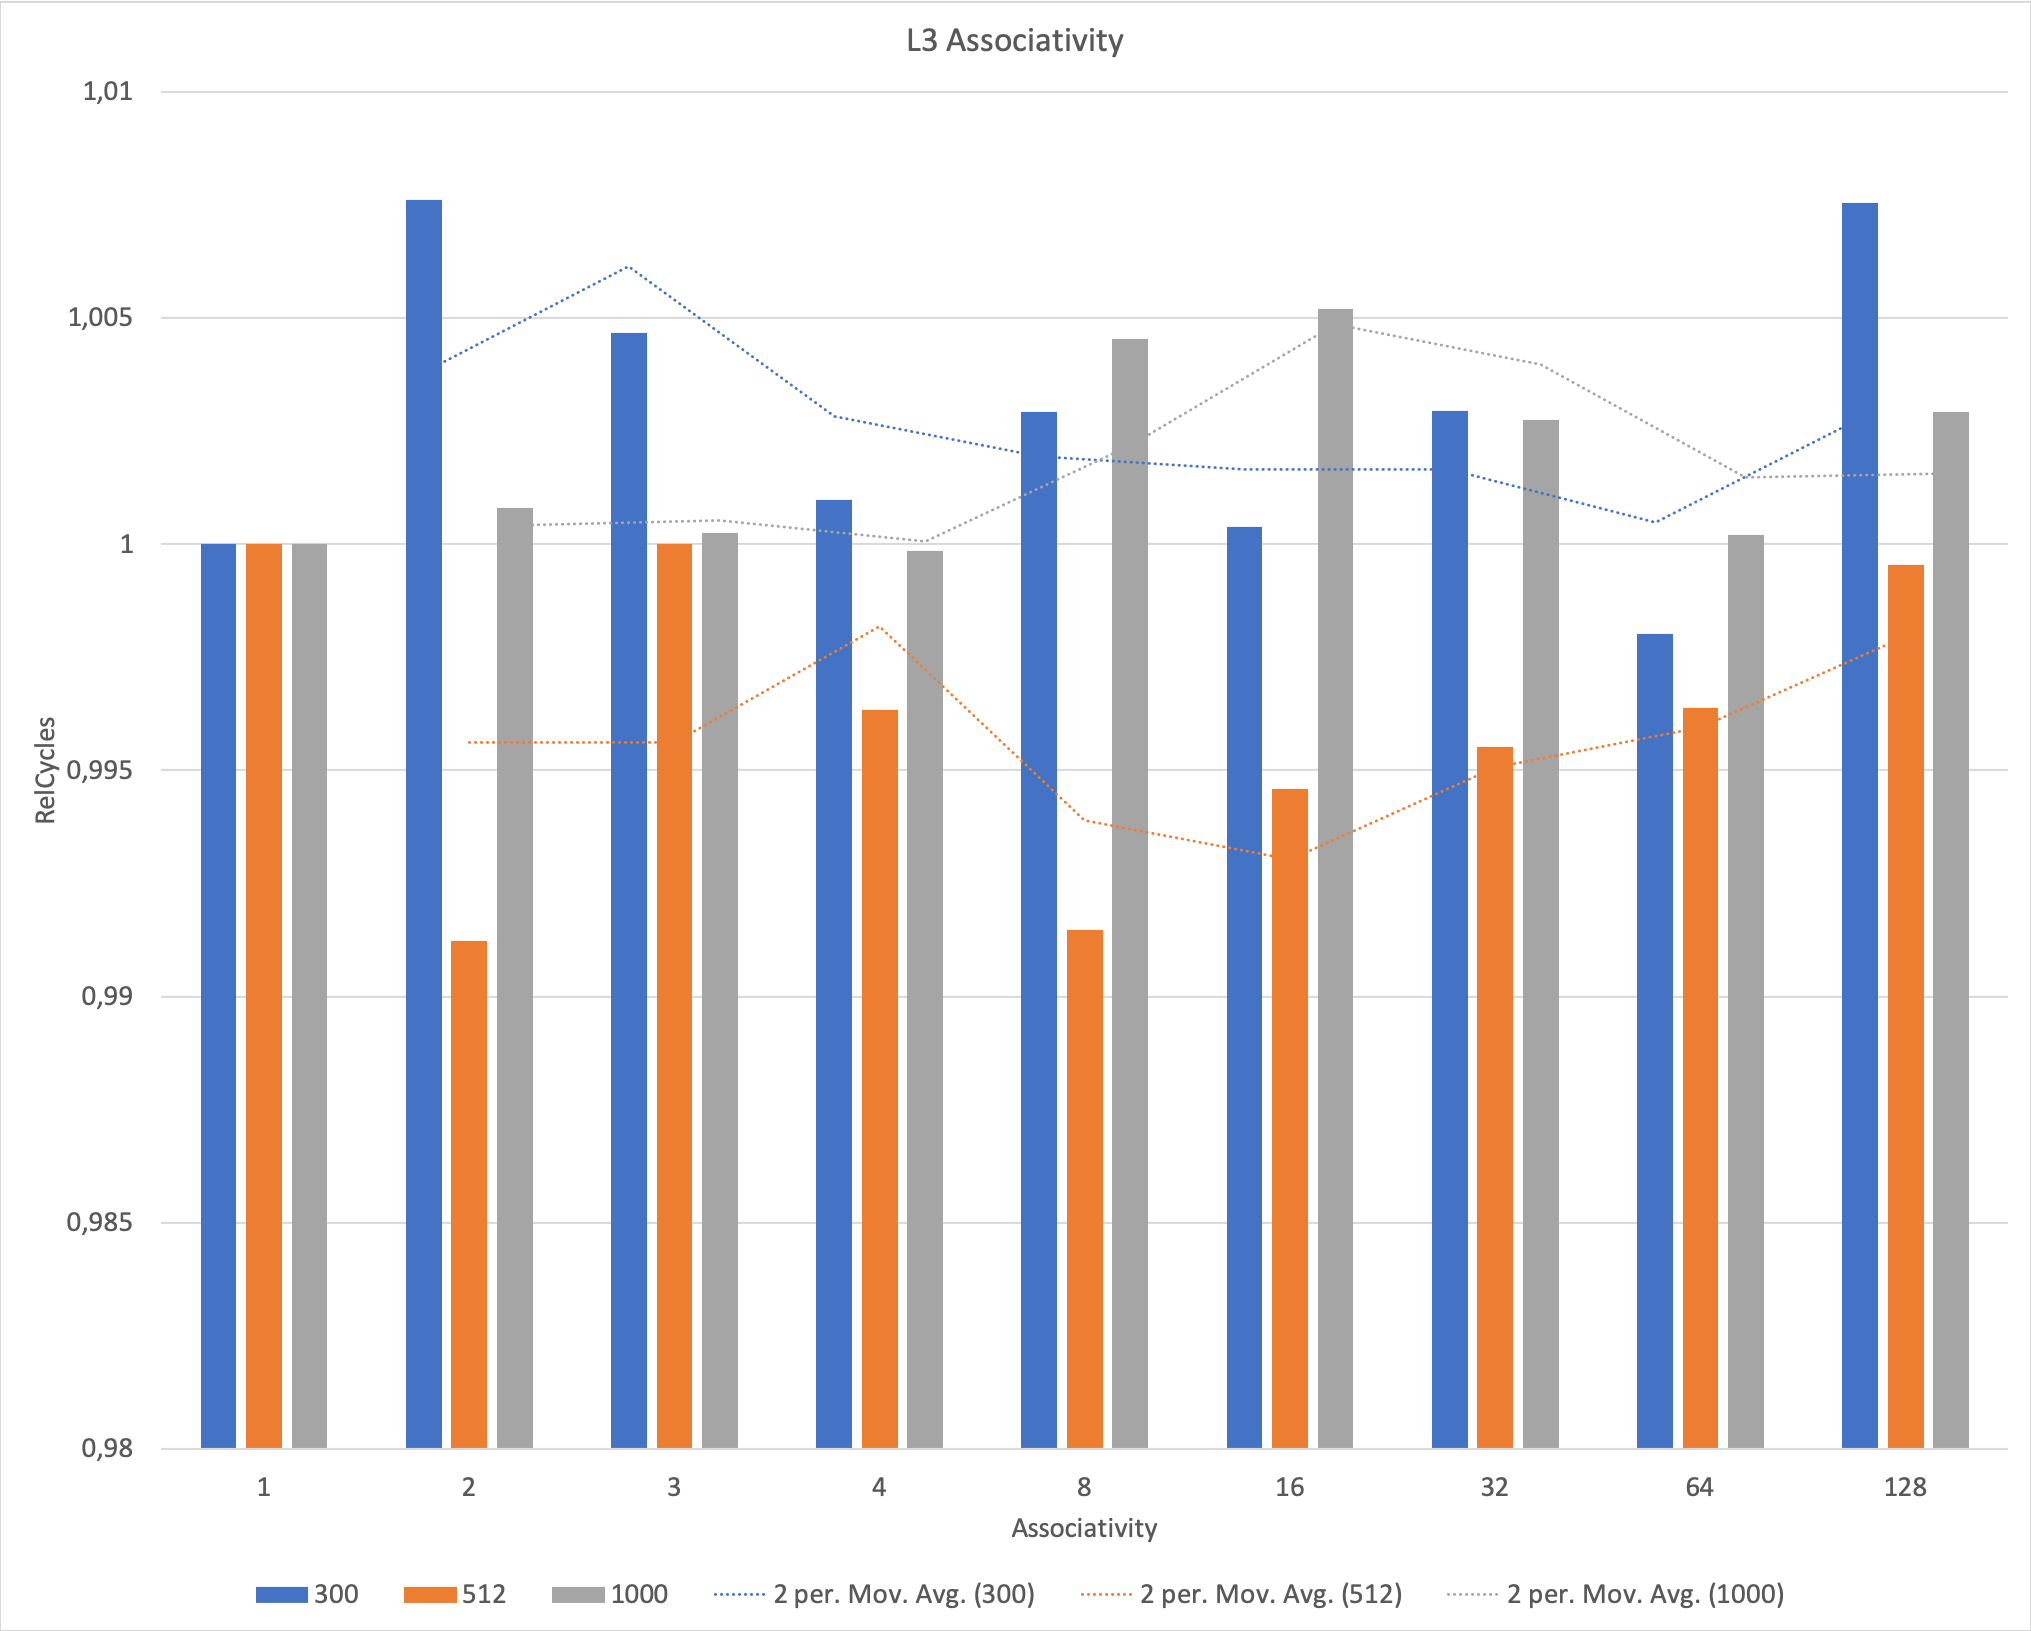 L3 Associativity
1,01
1,005
1
0,995
0,99
0,985
0,98
RelCycles
1 2 3 4 8 16 32 64 128
Associativity
300 512 1000 2 per. Mov. Avg. (300) 2 per. Mov. Avg. (512) 2 per. Mov. Avg. (1000)